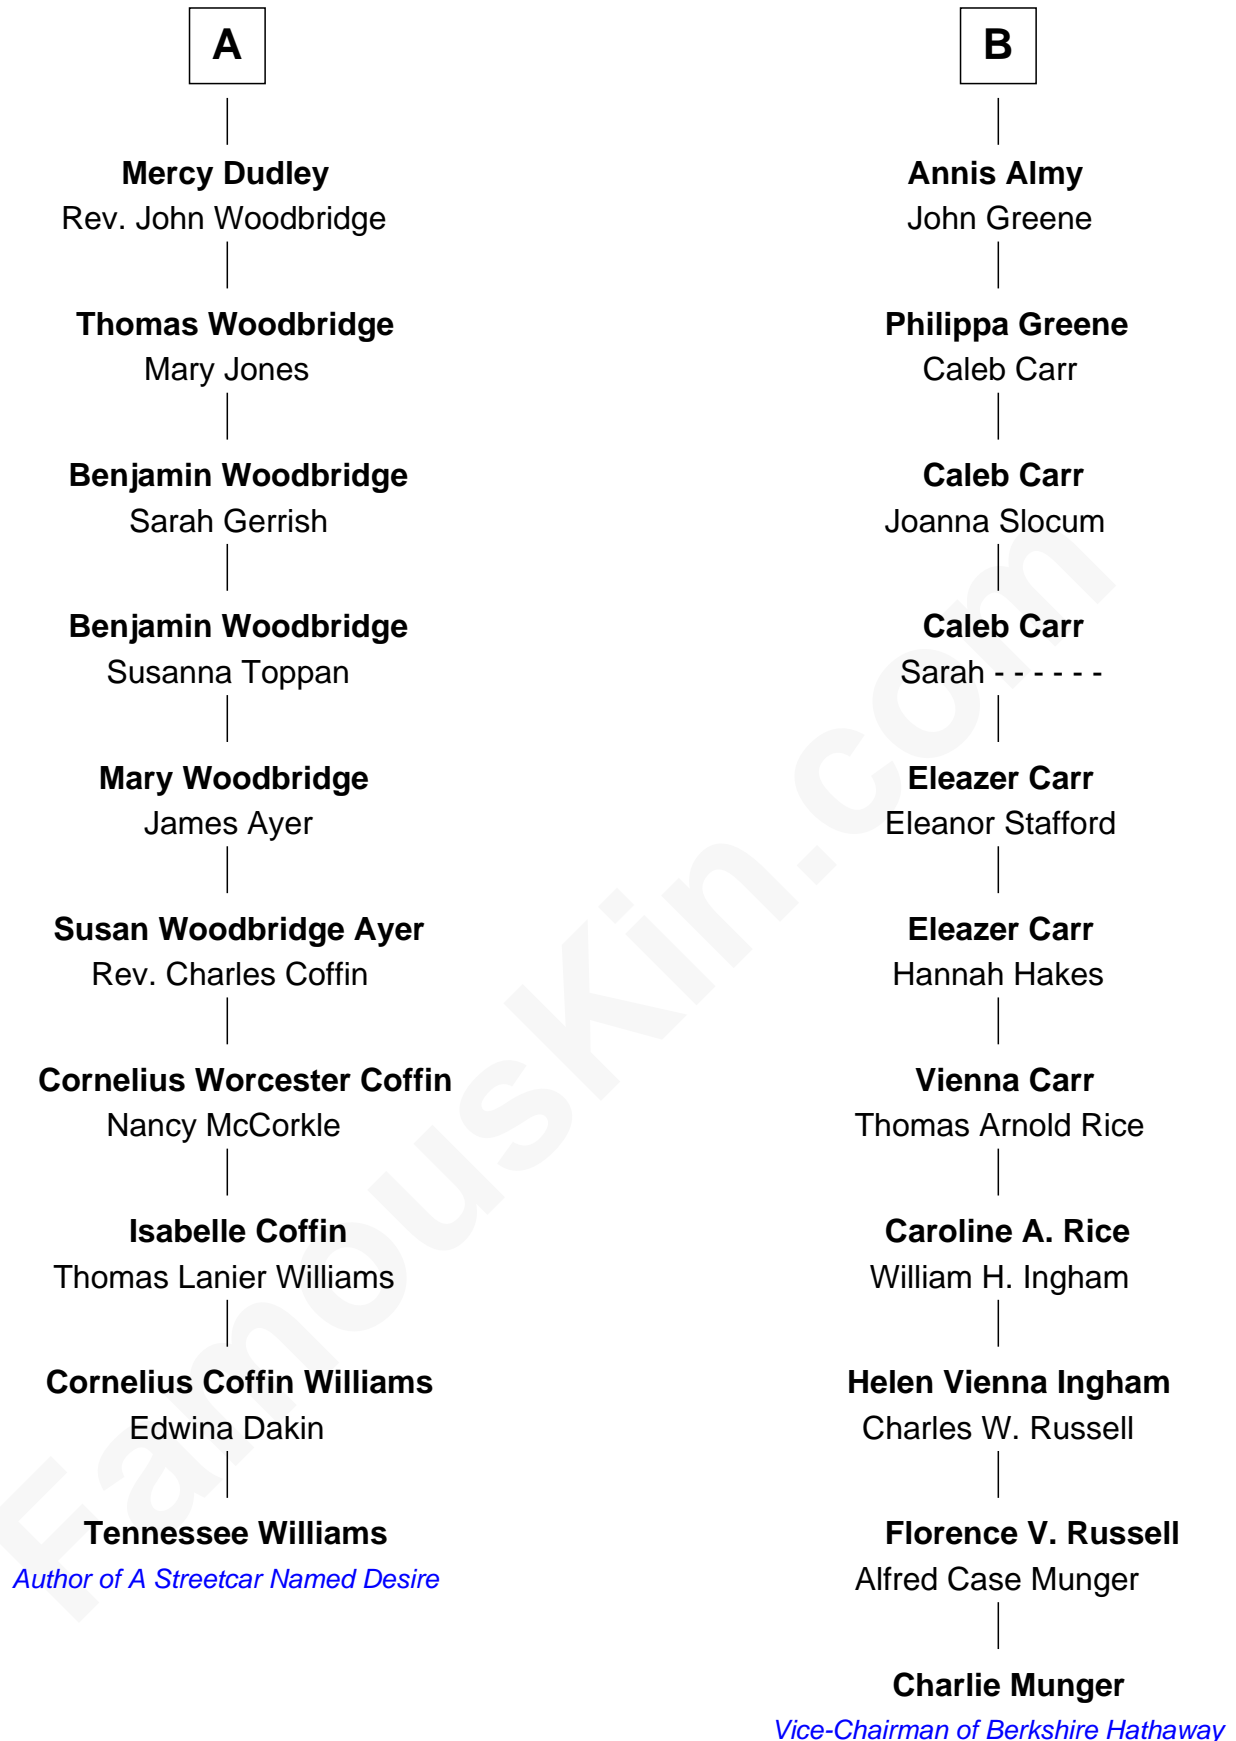 A
Mercy Dudley
Rev. John Woodbridge
Thomas Woodbridge
Mary Jones
Benjamin Woodbridge
Sarah Gerrish
Benjamin Woodbridge
Susanna Toppan
Mary Woodbridge
James Ayer
Susan Woodbridge Ayer
Rev. Charles Coffin
Cornelius Worcester Coffin
Nancy McCorkle
Isabelle Coffin
Thomas Lanier Williams
Cornelius Coffin Williams
Edwina Dakin
Tennessee Williams
Author of A Streetcar Named Desire
B
Annis Almy
John Greene
Philippa Greene
Caleb Carr
Caleb Carr
Joanna Slocum
Caleb Carr
Sarah - - - - - -
Eleazer Carr
Eleanor Stafford
Eleazer Carr
Hannah Hakes
Vienna Carr
Thomas Arnold Rice
Caroline A. Rice
William H. Ingham
Helen Vienna Ingham
Charles W. Russell
Florence V. Russell
Alfred Case Munger
Charlie Munger
Vice-Chairman of Berkshire Hathaway
FamousKin.com